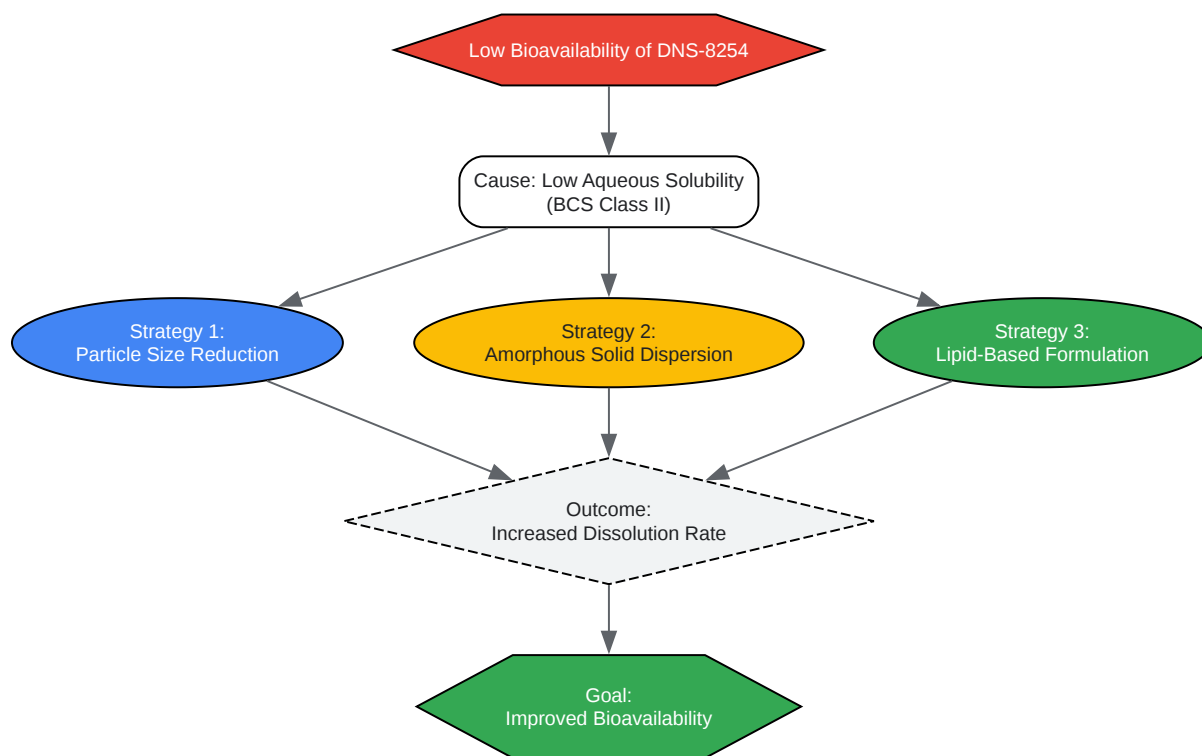 Low Bioavailability of DNS-8254
Cause: Low Aqueous Solubility
(BCS Class II)
Strategy 1:
Particle Size Reduction
Strategy 2:
Amorphous Solid Dispersion
Strategy 3:
Lipid-Based Formulation
Outcome:
Increased Dissolution Rate
Goal:
Improved Bioavailability